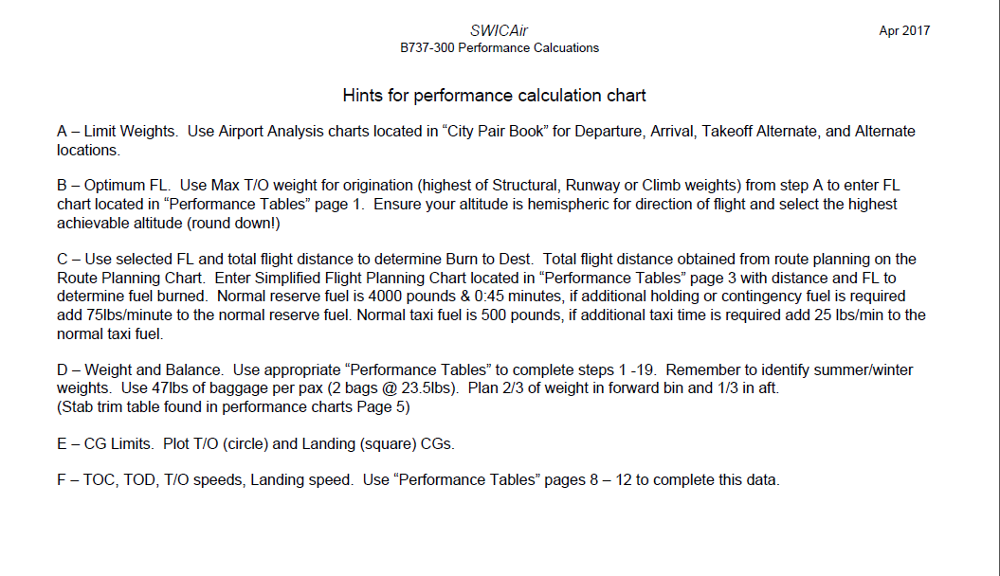 SWICAir
Apr 2017
B737-300 Performance Calcuations
Hints for performance calculation chart
A – Limit Weights.  Use Airport Analysis charts located in “City Pair Book” for Departure, Arrival, Takeoff Alternate, and Alternate
locations.
B – Optimum FL.  Use Max T/O weight for origination (highest of Structural, Runway or Climb weights) from step A to enter FL
chart located in “Performance Tables” page 1.  Ensure your altitude is hemispheric for direction of flight and select the highest
achievable altitude (round down!)
C – Use selected FL and total flight distance to determine Burn to Dest.  Total flight distance obtained from route planning on the
Route Planning Chart.  Enter Simplified Flight Planning Chart located in “Performance Tables” page 3 with distance and FL to
determine fuel burned.  Normal reserve fuel is 4000 pounds & 0:45 minutes, if additional holding or contingency fuel is required
add 75lbs/minute to the normal reserve fuel. Normal taxi fuel is 500 pounds, if additional taxi time is required add 25 lbs/min to the
normal taxi fuel.
D – Weight and Balance.  Use appropriate “Performance Tables” to complete steps 1 -19.  Remember to identify summer/winter
weights.  Use 47lbs of baggage per pax (2 bags @ 23.5lbs).  Plan 2/3 of weight in forward bin and 1/3 in aft.
(Stab trim table found in performance charts Page 5)
E – CG Limits.  Plot T/O (circle) and Landing (square) CGs.
F – TOC, TOD, T/O speeds, Landing speed.  Use “Performance Tables” pages 8 – 12 to complete this data.